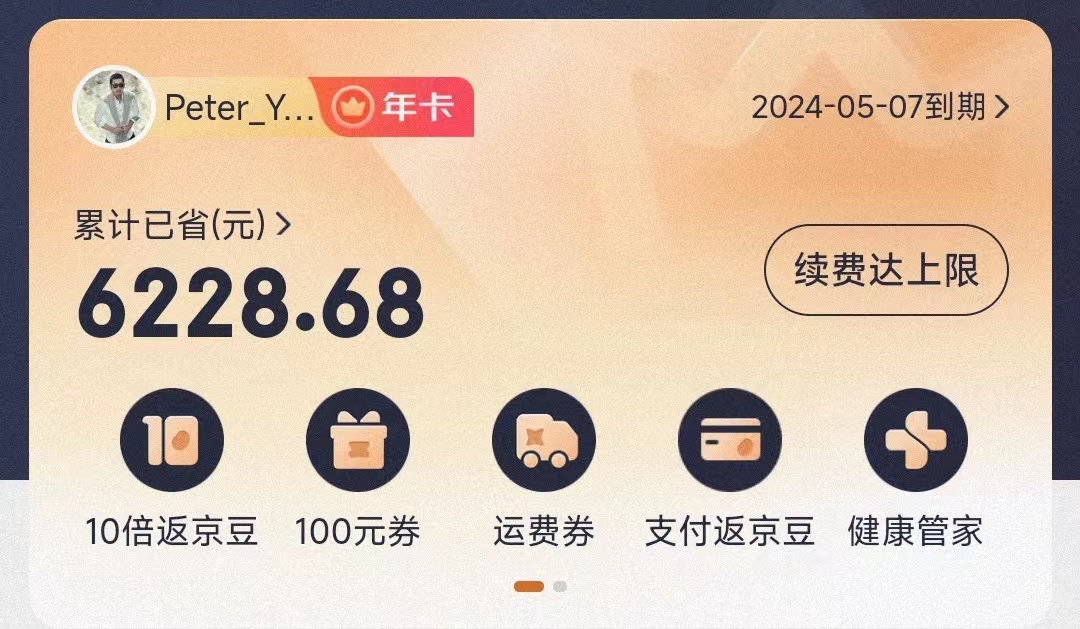 Peter_Y... 年卡
2024-05-07到期
累计已省(元)
6228.68
续费达上限
10倍返京豆 100元券 运费券 支付返京豆 健康管家